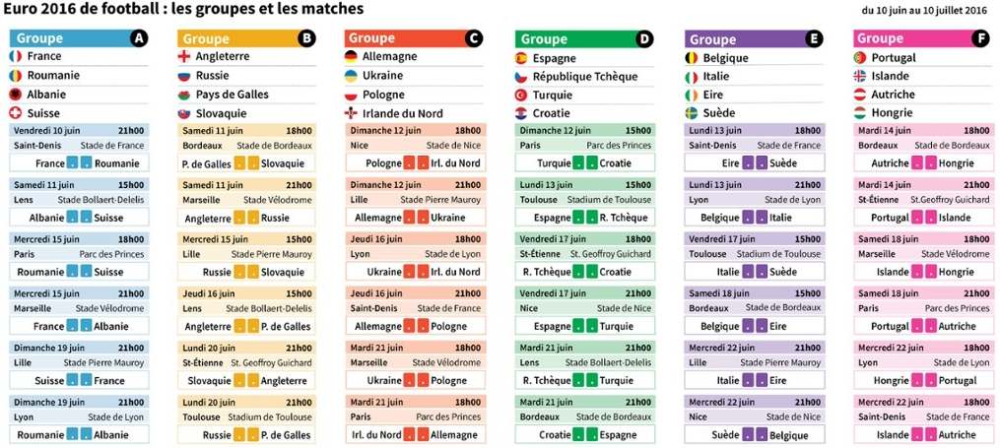 Euro 2016 de football : les groupes et les matches
du 10 juin au 10 juillet 2016
Groupe A
France
Roumanie
Albanie
Suisse
Vendredi 10 juin 21h00
Saint-Denis Stade de France
France Roumanie
Samedi 11 juin 15h00
Lens Stade Bollaert-Delelis
Albanie Suisse
Mercredi 15 juin 18h00
Paris Parc des Princes
Roumanie Suisse
Mercredi 15 juin 21h00
Marseille Stade Vélodrome
France Albanie
Dimanche 19 juin 21h00
Lille Stade Pierre Mauroy
Suisse France
Dimanche 19 juin 21h00
Lyon Stade de Lyon
Roumanie Albanie
Groupe B
Angleterre
Russie
Pays de Galles
Slovaquie
Samedi 11 juin 18h00
Bordeaux Stade de Bordeaux
P. de Galles Slovaquie
Samedi 11 juin 21h00
Marseille Stade Vélodrome
Angleterre Russie
Mercredi 15 juin 15h00
Lille Stade Pierre Mauroy
Russie Slovaquie
Jeudi 16 juin 15h00
Lens Stade Bollaert-Delelis
Angleterre P. de Galles
Lundi 20 juin 21h00
St-Étienne St. Geoffroy Guichard
Slovaquie Angleterre
Lundi 20 juin 21h00
Toulouse Stadium de Toulouse
Russie P. de Galles
Groupe C
Allemagne
Ukraine
Pologne
Irlande du Nord
Dimanche 12 juin 18h00
Nice Stade de Nice
Pologne Irl. du Nord
Dimanche 12 juin 21h00
Lille Stade Pierre Mauroy
Allemagne Ukraine
Jeudi 16 juin 18h00
Lyon Stade de Lyon
Ukraine Irl. du Nord
Jeudi 16 juin 21h00
Saint-Denis Stade de France
Allemagne Pologne
Mardi 21 juin 18h00
Marseille Stade Vélodrome
Ukraine Pologne
Mardi 21 juin 18h00
Paris Parc des Princes
Irl. du Nord Allemagne
Groupe D
Espagne
République Tchèque
Turquie
Croatie
Dimanche 12 juin 15h00
Paris Parc des Princes
Turquie Croatie
Lundi 13 juin 15h00
Toulouse Stadium de Toulouse
Espagne R. Tchèque
Vendredi 17 juin 18h00
St-Étienne St. Geoffroy Guichard
R. Tchèque Croatie
Vendredi 17 juin 21h00
Nice Stade de Nice
Espagne Turquie
Mardi 21 juin 21h00
Lens Stade Bollaert-Delelis
R. Tchèque Turquie
Mardi 21 juin 21h00
Bordeaux Stade de Bordeaux
Croatie Espagne
Groupe E
Belgique
Italie
Eire
Suède
Lundi 13 juin 18h00
Saint-Denis Stade de France
Eire Suède
Lundi 13 juin 21h00
Lyon Stade de Lyon
Belgique Italie
Vendredi 17 juin 15h00
Toulouse Stadium de Toulouse
Italie Suède
Samedi 18 juin 15h00
Bordeaux Stade de Bordeaux
Belgique Eire
Mercredi 22 juin 21h00
Lille Stade Pierre Mauroy
Italie Eire
Mercredi 22 juin 21h00
Nice Stade de Nice
Suède Belgique
Groupe F
Portugal
Islande
Autriche
Hongrie
Mardi 14 juin 18h00
Bordeaux Stade de Bordeaux
Autriche Hongrie
Mardi 14 juin 21h00
St-Étienne St.Geoffroy Guichard
Portugal Islande
Samedi 18 juin 18h00
Marseille Stade Vélodrome
Islande Hongrie
Samedi 18 juin 21h00
Paris Parc des Princes
Portugal Autriche
Mercredi 22 juin 18h00
Lyon Stade de Lyon
Hongrie Portugal
Mercredi 22 juin 18h00
Saint-Denis Stade de France
Islande Autriche